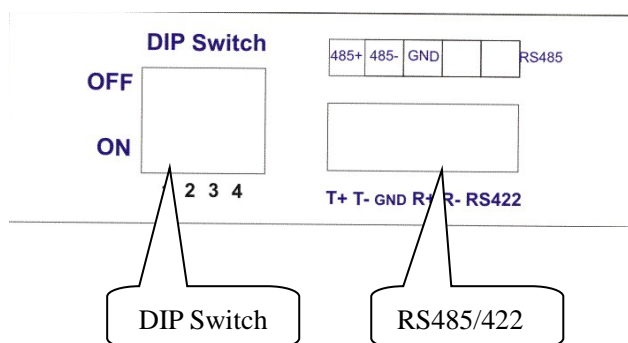 DIP Switch
OFF
ON
2 3 4
485+ 485- GND RS485
T+ T- GND R+ R- RS422
DIP Switch
RS485/422